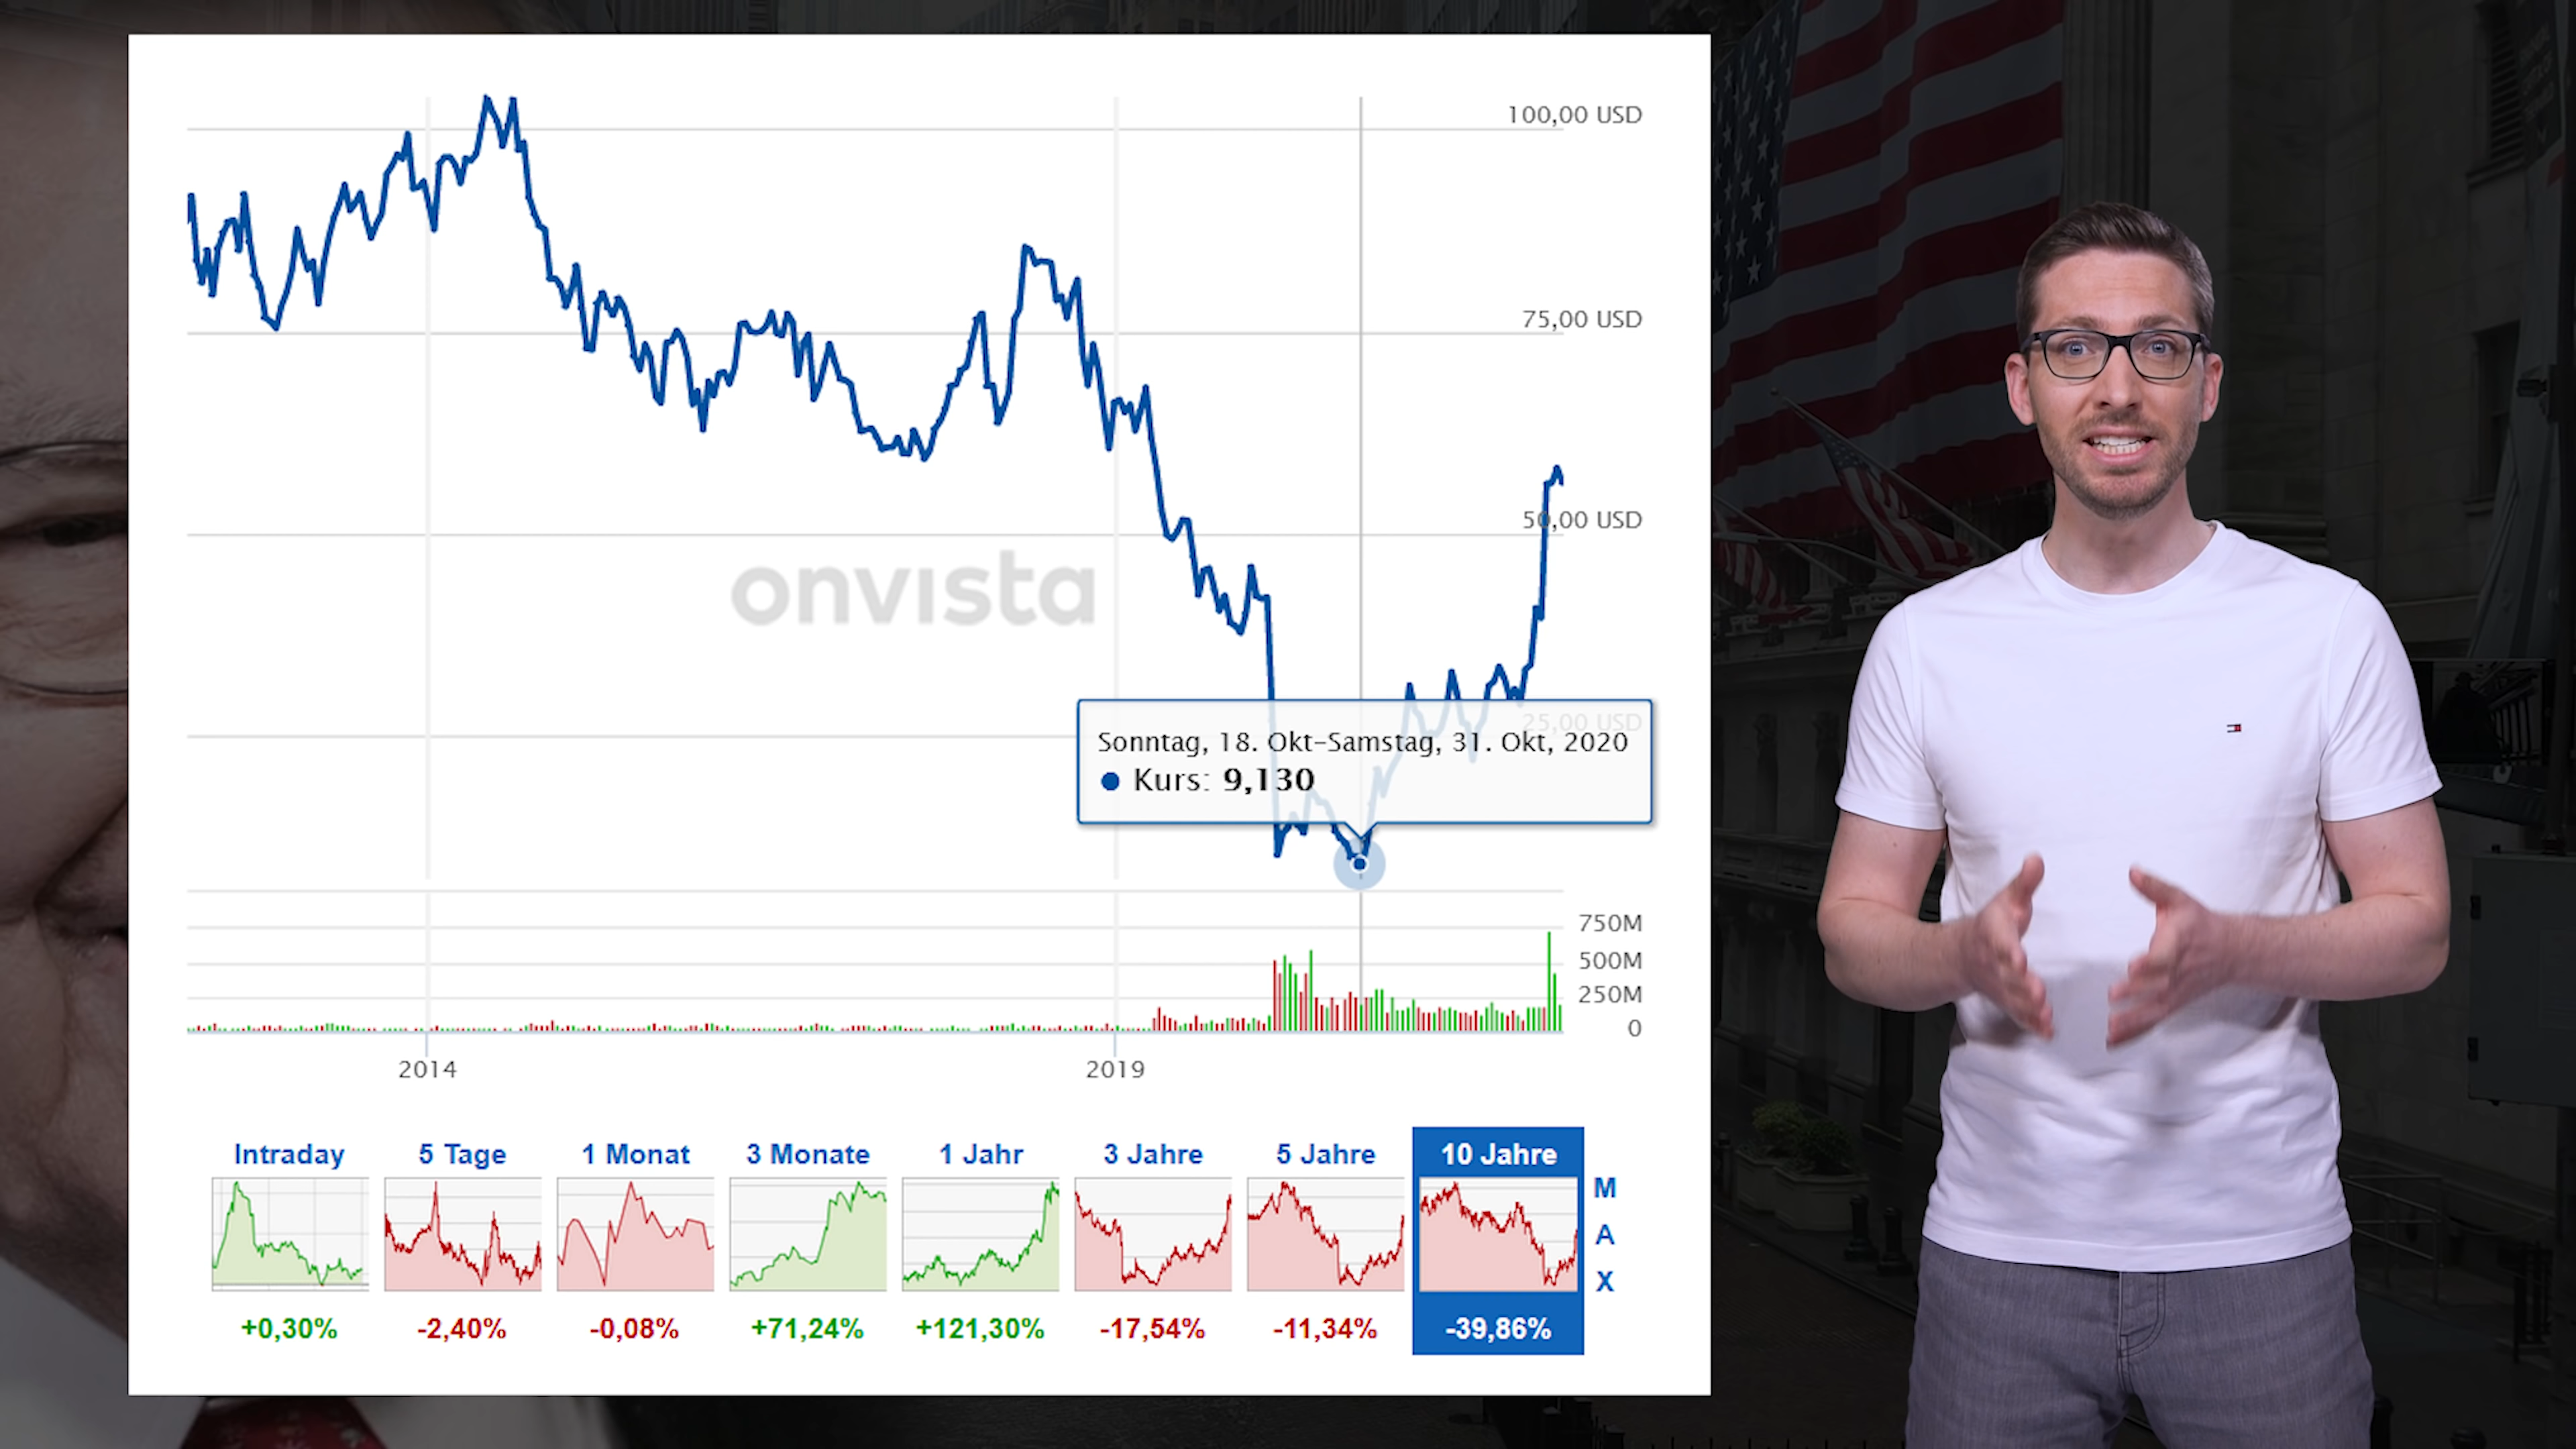 100,00 USD
75,00 USD
50,00 USD
onvista
25,00 USD
Sonntag, 18. Okt-Samstag, 31. Okt, 2020
Kurs: 9,130
750M
500M
250M
0
2014
2019
Intraday
5 Tage
1 Monat
3 Monate
1 Jahr
3 Jahre
5 Jahre
10 Jahre
M
A
X
+0,30%
-2,40%
-0,08%
+71,24%
+121,30%
-17,54%
-11,34%
-39,86%